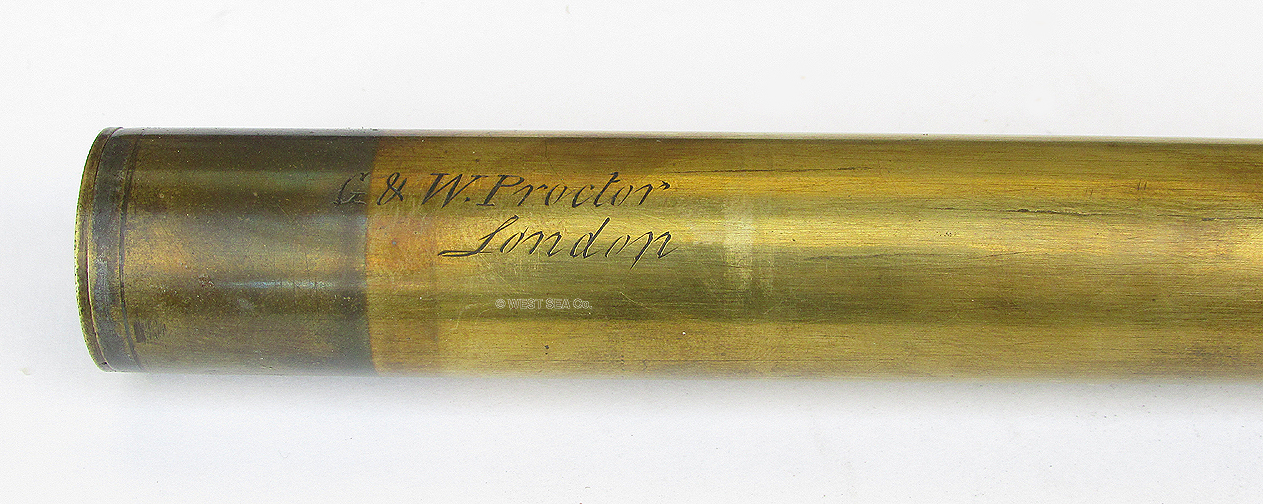 G & W. Proctor
London
© WEST SEA Co.